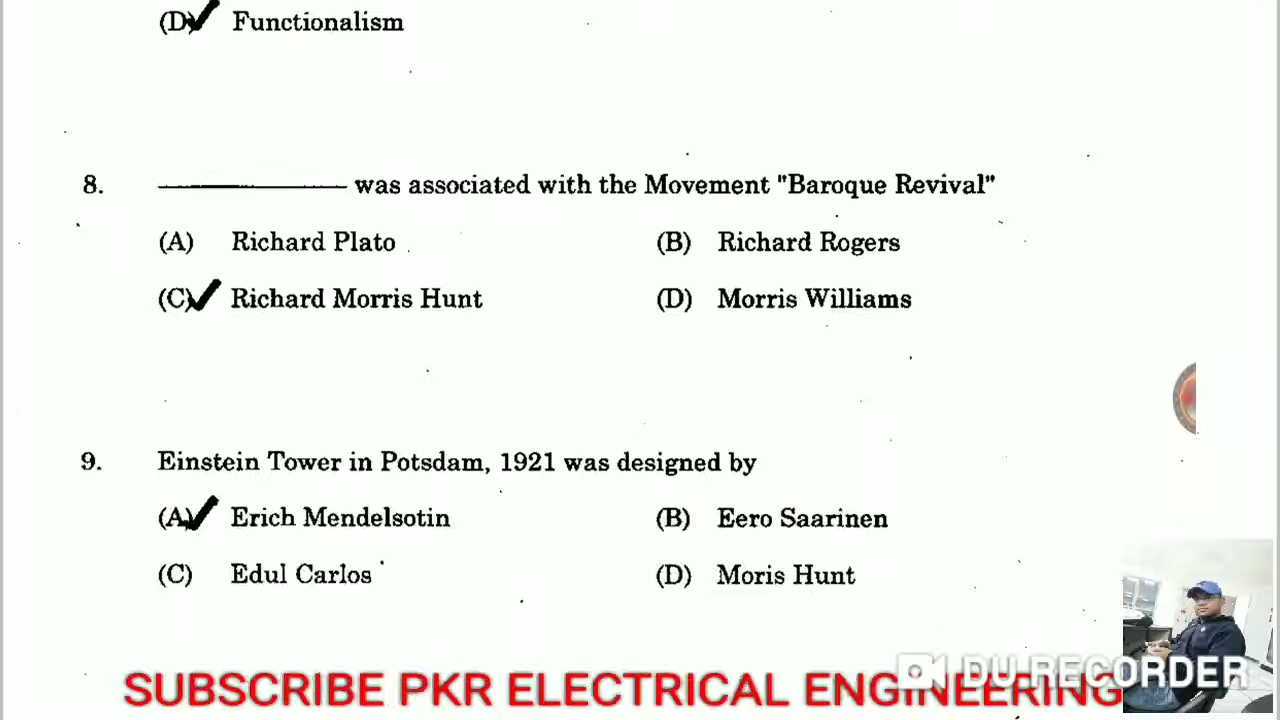 (D) Functionalism
8. ____________ was associated with the Movement "Baroque Revival"
(A) Richard Plato (B) Richard Rogers
(C) Richard Morris Hunt (D) Morris Williams
9. Einstein Tower in Potsdam, 1921 was designed by
(A) Erich Mendelsotin (B) Eero Saarinen
(C) Edul Carlos (D) Moris Hunt
SUBSCRIBE PKR ELECTRICAL ENGINEERING
DU RECORDER